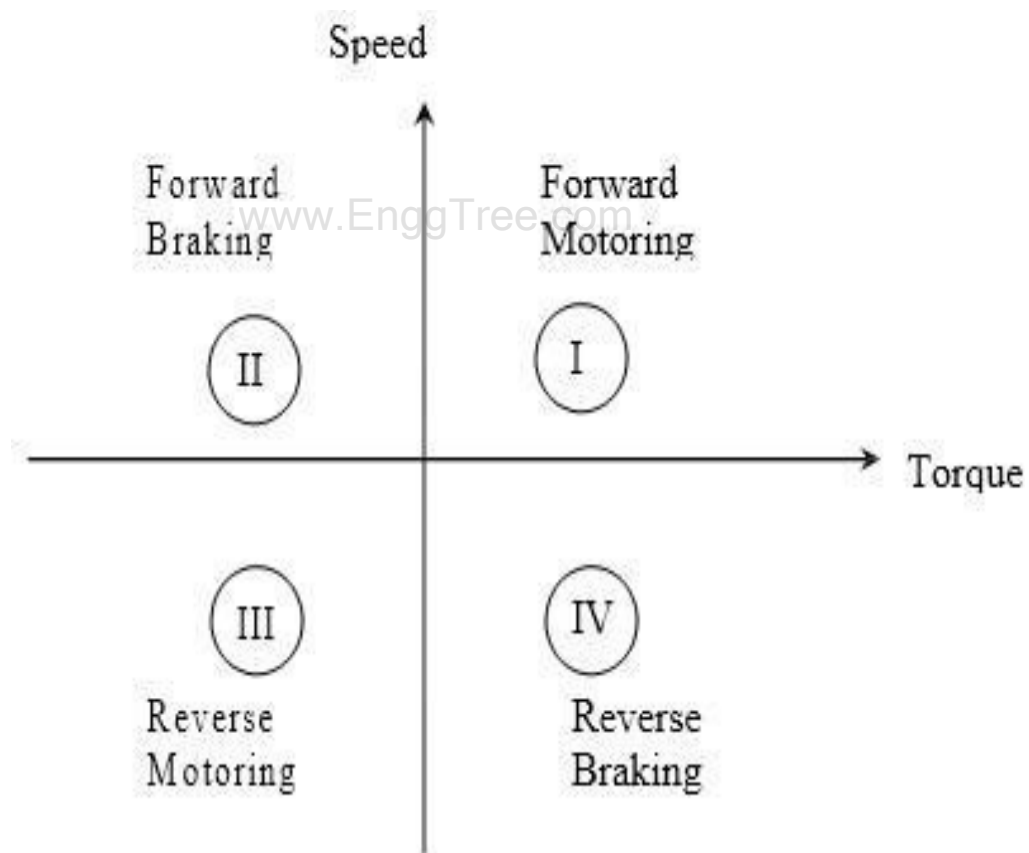 Speed
Forward
Braking
Forward
Motoring
www.EnggTree.com
II
I
Torque
III
IV
Reverse
Motoring
Reverse
Braking